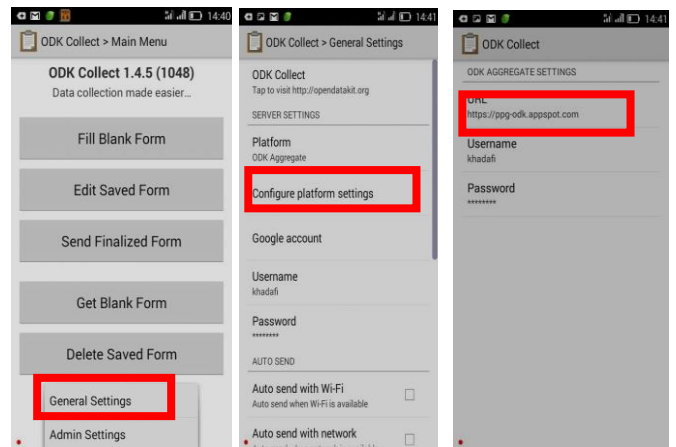 14:40
ODK Collect > Main Menu
ODK Collect 1.4.5 (1048)
Data collection made easier...
Fill Blank Form
Edit Saved Form
Send Finalized Form
Get Blank Form
Delete Saved Form
General Settings
Admin Settings
14:41
ODK Collect > General Settings
ODK Collect
Tap to visit http://opendatakit.org
SERVER SETTINGS
Platform
ODK Aggregate
Configure platform settings
Google account
Username
khadafi
Password
********
AUTO SEND
Auto send with Wi-Fi
Auto send when Wi-Fi is available
Auto send with network
14:41
ODK Collect
ODK AGGREGATE SETTINGS
URL
https://ppg-odk.appspot.com
Username
khadafi
Password
********